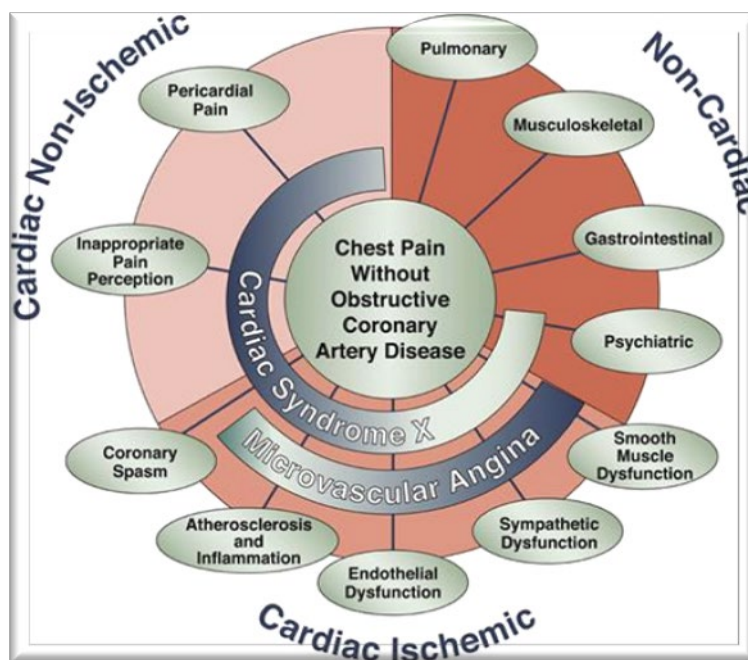 Cardiac Non-Ischemic
Non-Cardiac
Pulmonary
Pericardial
Pain
Musculoskeletal
Inappropriate
Pain
Perception
Gastrointestinal
Chest Pain
Without
Obstructive
Coronary
Artery Disease
Psychiatric
Cardiac Syndrome X
Microvascular Angina
Coronary
Spasm
Smooth
Muscle
Dysfunction
Atherosclerosis
and
Inflammation
Sympathetic
Dysfunction
Endothelial
Dysfunction
Cardiac Ischemic